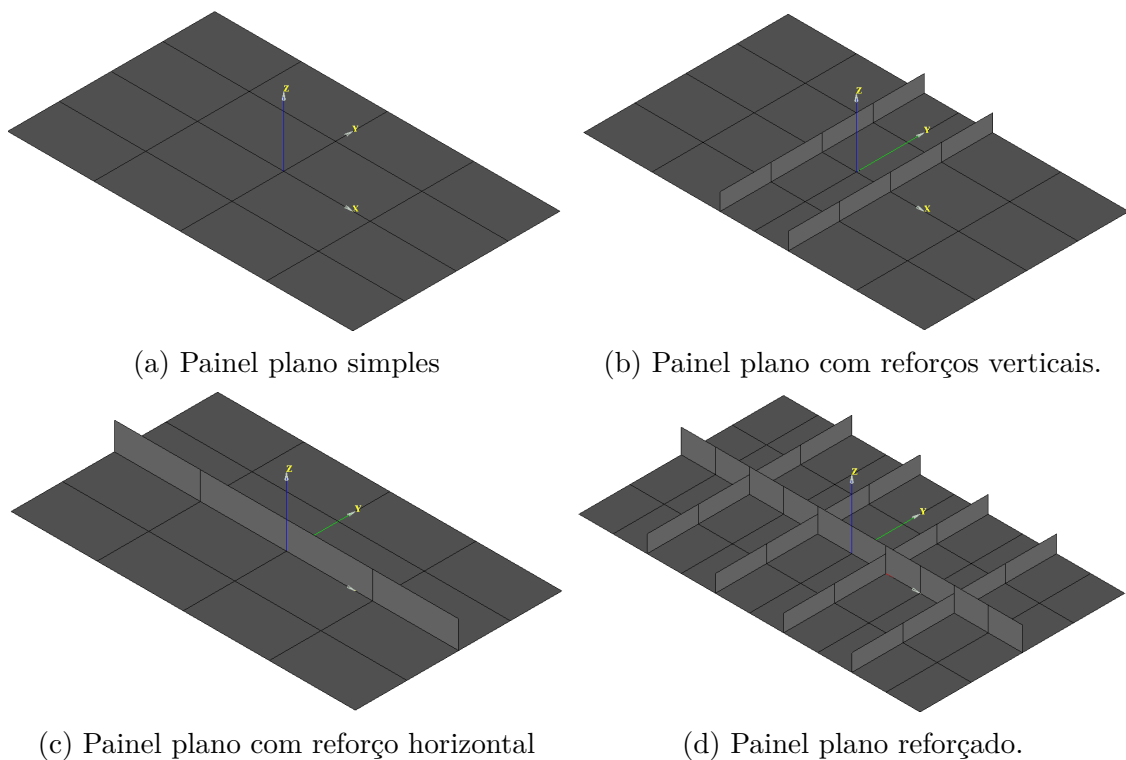 Z
Y
X
Z
Y
X
(a) Painel plano simples
(b) Painel plano com reforços verticais.
Z
Y
Z
Y
(c) Painel plano com reforço horizontal
(d) Painel plano reforçado.